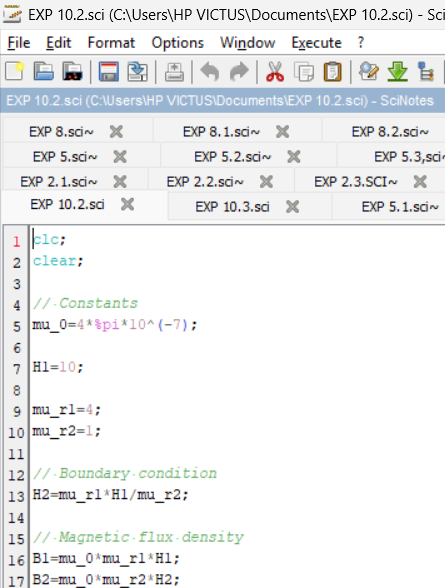 EXP 10.2.sci (C:\Users\HP VICTUS\Documents\EXP 10.2.sci) - Sci
File Edit Format Options Window Execute ?
EXP 10.2.sci (C:\Users\HP VICTUS\Documents\EXP 10.2.sci) - SciNotes
EXP 8.sci~ EXP 8.1.sci~ EXP 8.2.sci~
EXP 5.sci~ EXP 5.2.sci~ EXP 5.3,sci~
EXP 2.1.sci~ EXP 2.2.sci~ EXP 2.3.SCI~
EXP 10.2.sci EXP 10.3.sci EXP 5.1.sci~
1 clc;
2 clear;
3
4 // Constants
5 mu_0=4*%pi*10^(-7);
6
7 H1=10;
8
9 mu_r1=4;
10 mu_r2=1;
11
12 // Boundary condition
13 H2=mu_r1*H1/mu_r2;
14
15 // Magnetic flux density
16 B1=mu_0*mu_r1*H1;
17 B2=mu_0*mu_r2*H2;